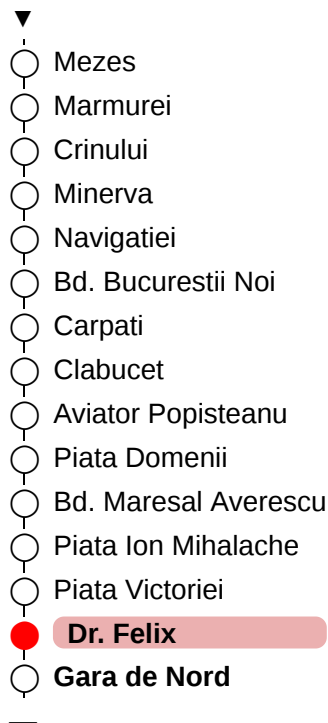 Mezes
Marmurei
Crinului
Minerva
Navigatiei
Bd. Bucurestii Noi
Carpati
Clabucet
Aviator Popisteanu
Piata Domenii
Bd. Maresal Averescu
Piata Ion Mihalache
Piata Victoriei
Dr. Felix
Gara de Nord